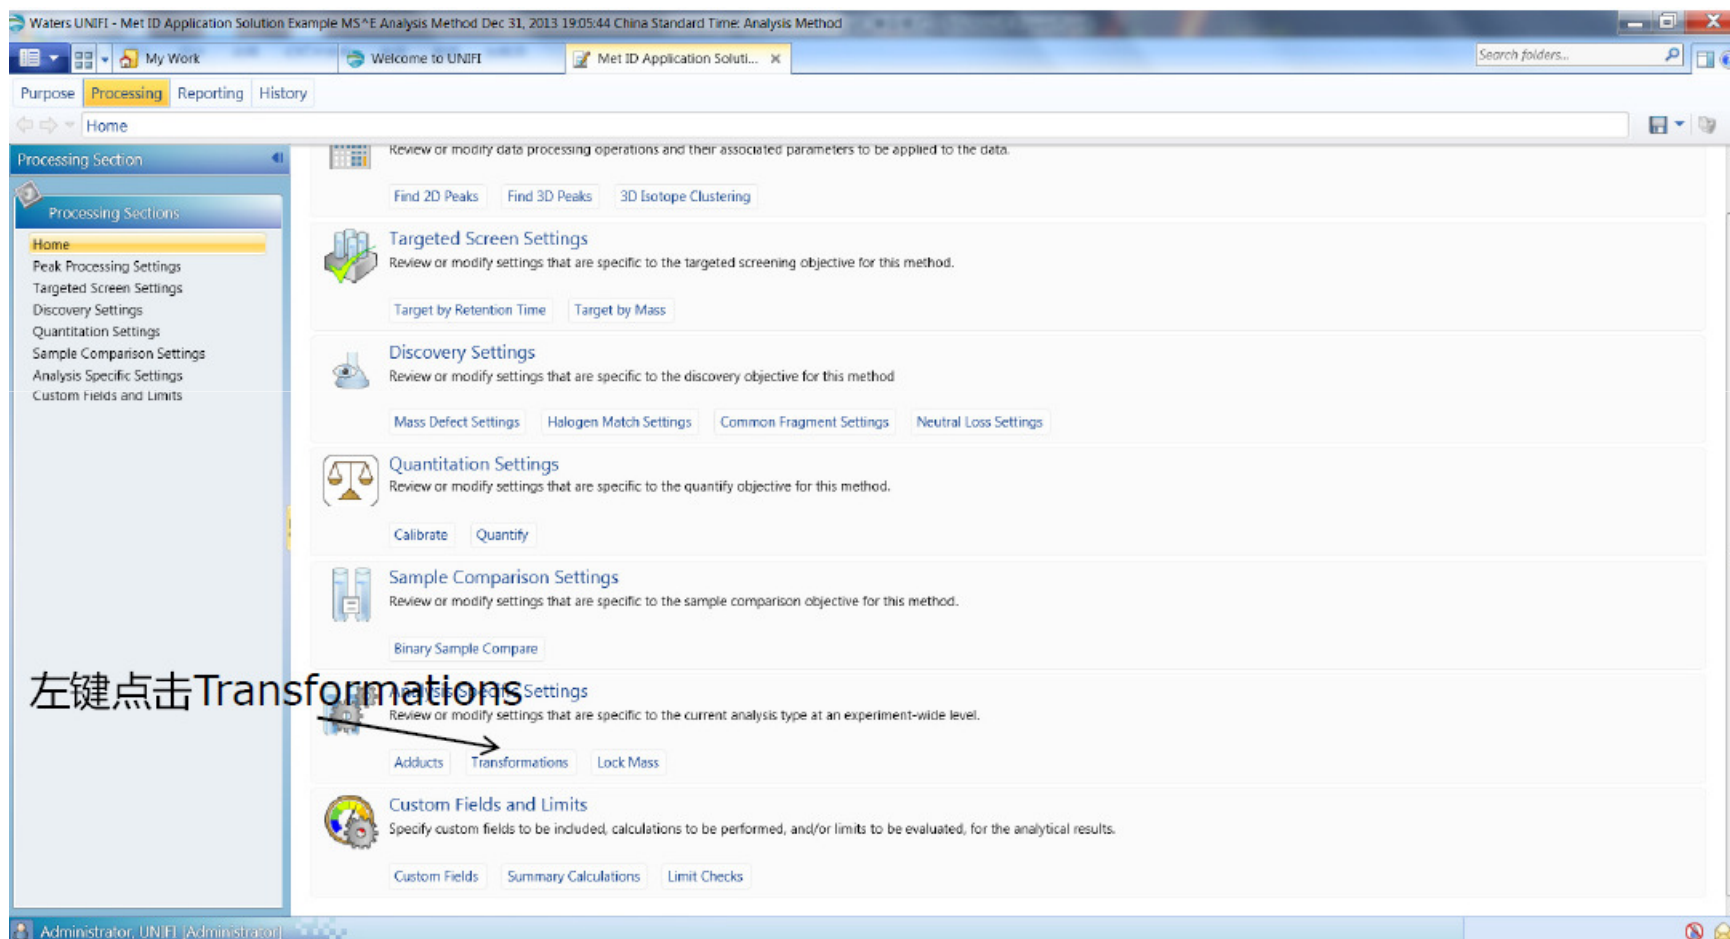 Waters UNIFI - Met ID Application Solution Example MS^E Analysis Method Dec 31, 2013 19:05:44 China Standard Time: Analysis Method
My Work
Welcome to UNIFI
Met ID Application Soluti...
Search folders...
Purpose Processing Reporting History
Home
Processing Section
Processing Sections
Home
Peak Processing Settings
Targeted Screen Settings
Discovery Settings
Quantitation Settings
Sample Comparison Settings
Analysis Specific Settings
Custom Fields and Limits
Review or modify data processing operations and their associated parameters to be applied to the data.
Find 2D Peaks Find 3D Peaks 3D Isotope Clustering
Targeted Screen Settings
Review or modify settings that are specific to the targeted screening objective for this method.
Target by Retention Time Target by Mass
Discovery Settings
Review or modify settings that are specific to the discovery objective for this method
Mass Defect Settings Halogen Match Settings Common Fragment Settings Neutral Loss Settings
Quantitation Settings
Review or modify settings that are specific to the quantify objective for this method.
Calibrate Quantify
Sample Comparison Settings
Review or modify settings that are specific to the sample comparison objective for this method.
Binary Sample Compare
左键点击Transformations
Analysis Specific Settings
Review or modify settings that are specific to the current analysis type at an experiment-wide level.
Adducts Transformations Lock Mass
Custom Fields and Limits
Specify custom fields to be included, calculations to be performed, and/or limits to be evaluated, for the analytical results.
Custom Fields Summary Calculations Limit Checks
Administrator, UNIFI [Administrator]